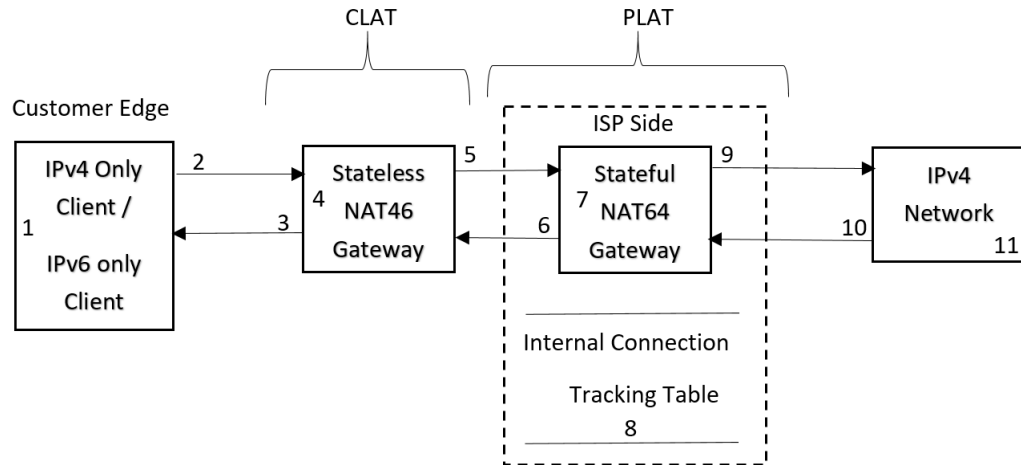 CLAT
PLAT
Customer Edge
ISP Side
IPv4 Only
Client /
IPv6 only
Client
1
2
3
Stateless
NAT46
Gateway
4
5
6
Stateful
NAT64
Gateway
7
9
10
IPv4
Network
11
Internal Connection
Tracking Table
8